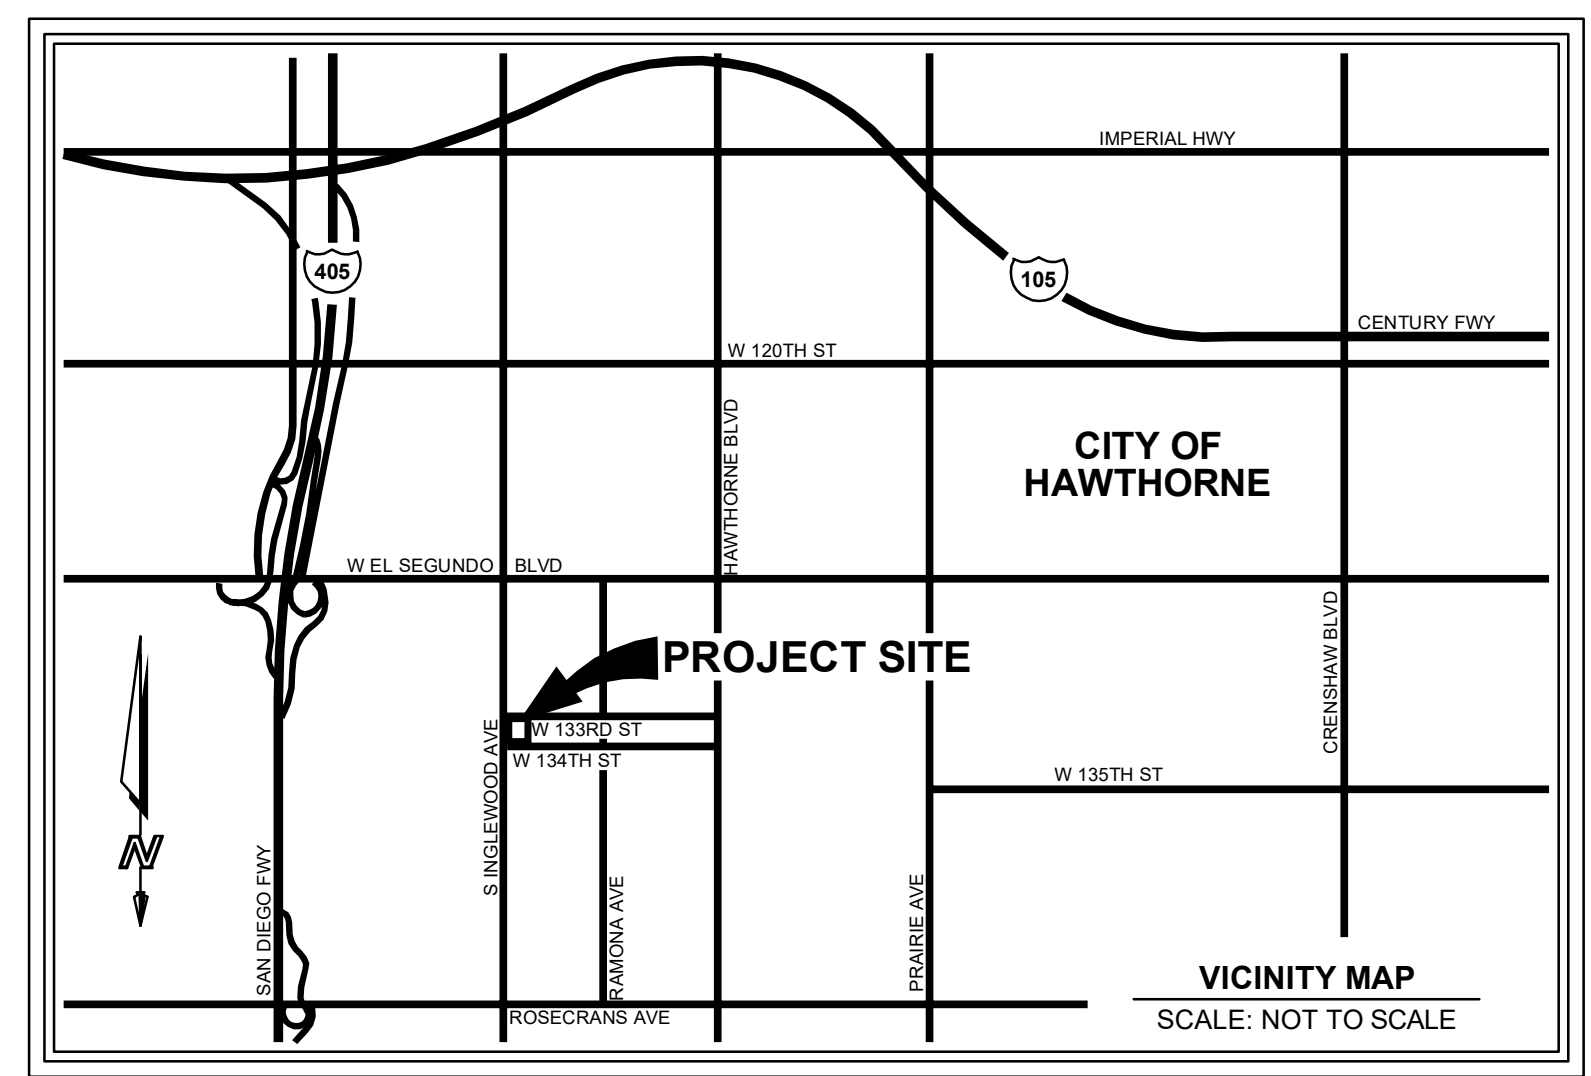 IMPERIAL HWY
405
105
CENTURY FWY
W 120TH ST
HAWTHORNE BLVD
CITY OF
HAWTHORNE
W EL SEGUNDO BLVD
CRENSHAW BLVD
PROJECT SITE
W 133RD ST
W 134TH ST
S INGLEWOOD AVE
W 135TH ST
N
SAN DIEGO FWY
RAMONA AVE
PRAIRIE AVE
VICINITY MAP
ROSECRANS AVE
SCALE: NOT TO SCALE